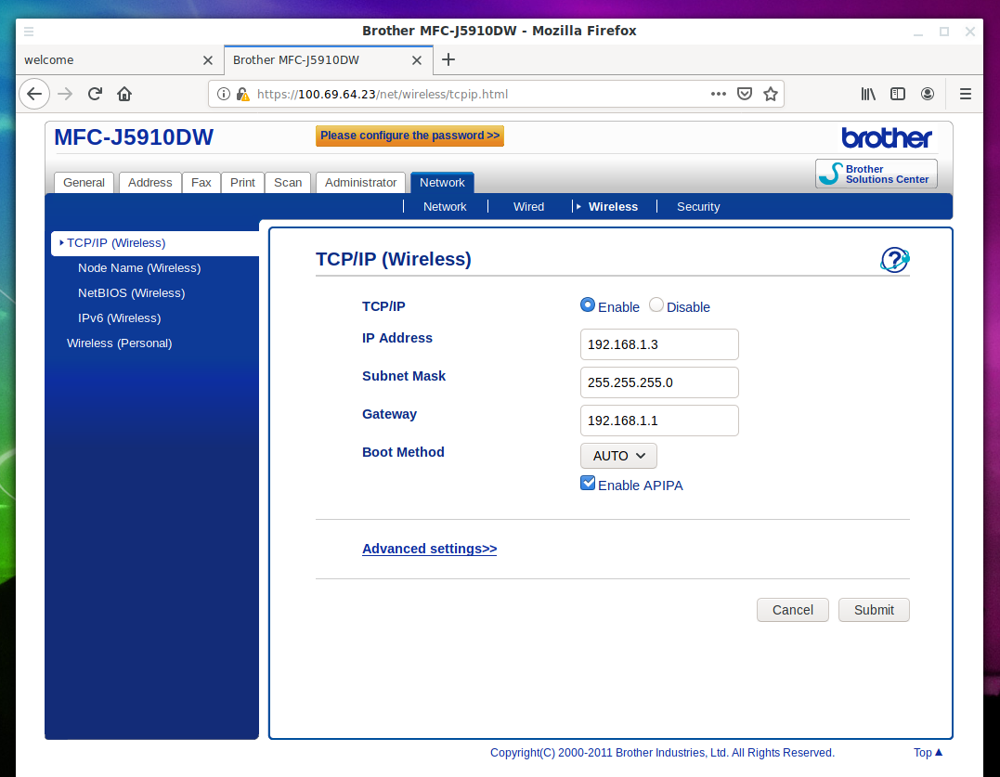 Brother MFC-J5910DW - Mozilla Firefox
welcome
Brother MFC-J5910DW
https://100.69.64.23/net/wireless/tcpip.html
MFC-J5910DW
Please configure the password >>
brother
Brother
Solutions Center
General Address Fax Print Scan Administrator Network
Network Wired Wireless Security
TCP/IP (Wireless)
Node Name (Wireless)
NetBIOS (Wireless)
IPv6 (Wireless)
Wireless (Personal)
TCP/IP (Wireless)
TCP/IP Enable Disable
IP Address 192.168.1.3
Subnet Mask 255.255.255.0
Gateway 192.168.1.1
Boot Method AUTO
Enable APIPA
Advanced settings>>
Cancel Submit
Copyright(C) 2000-2011 Brother Industries, Ltd. All Rights Reserved. Top▲